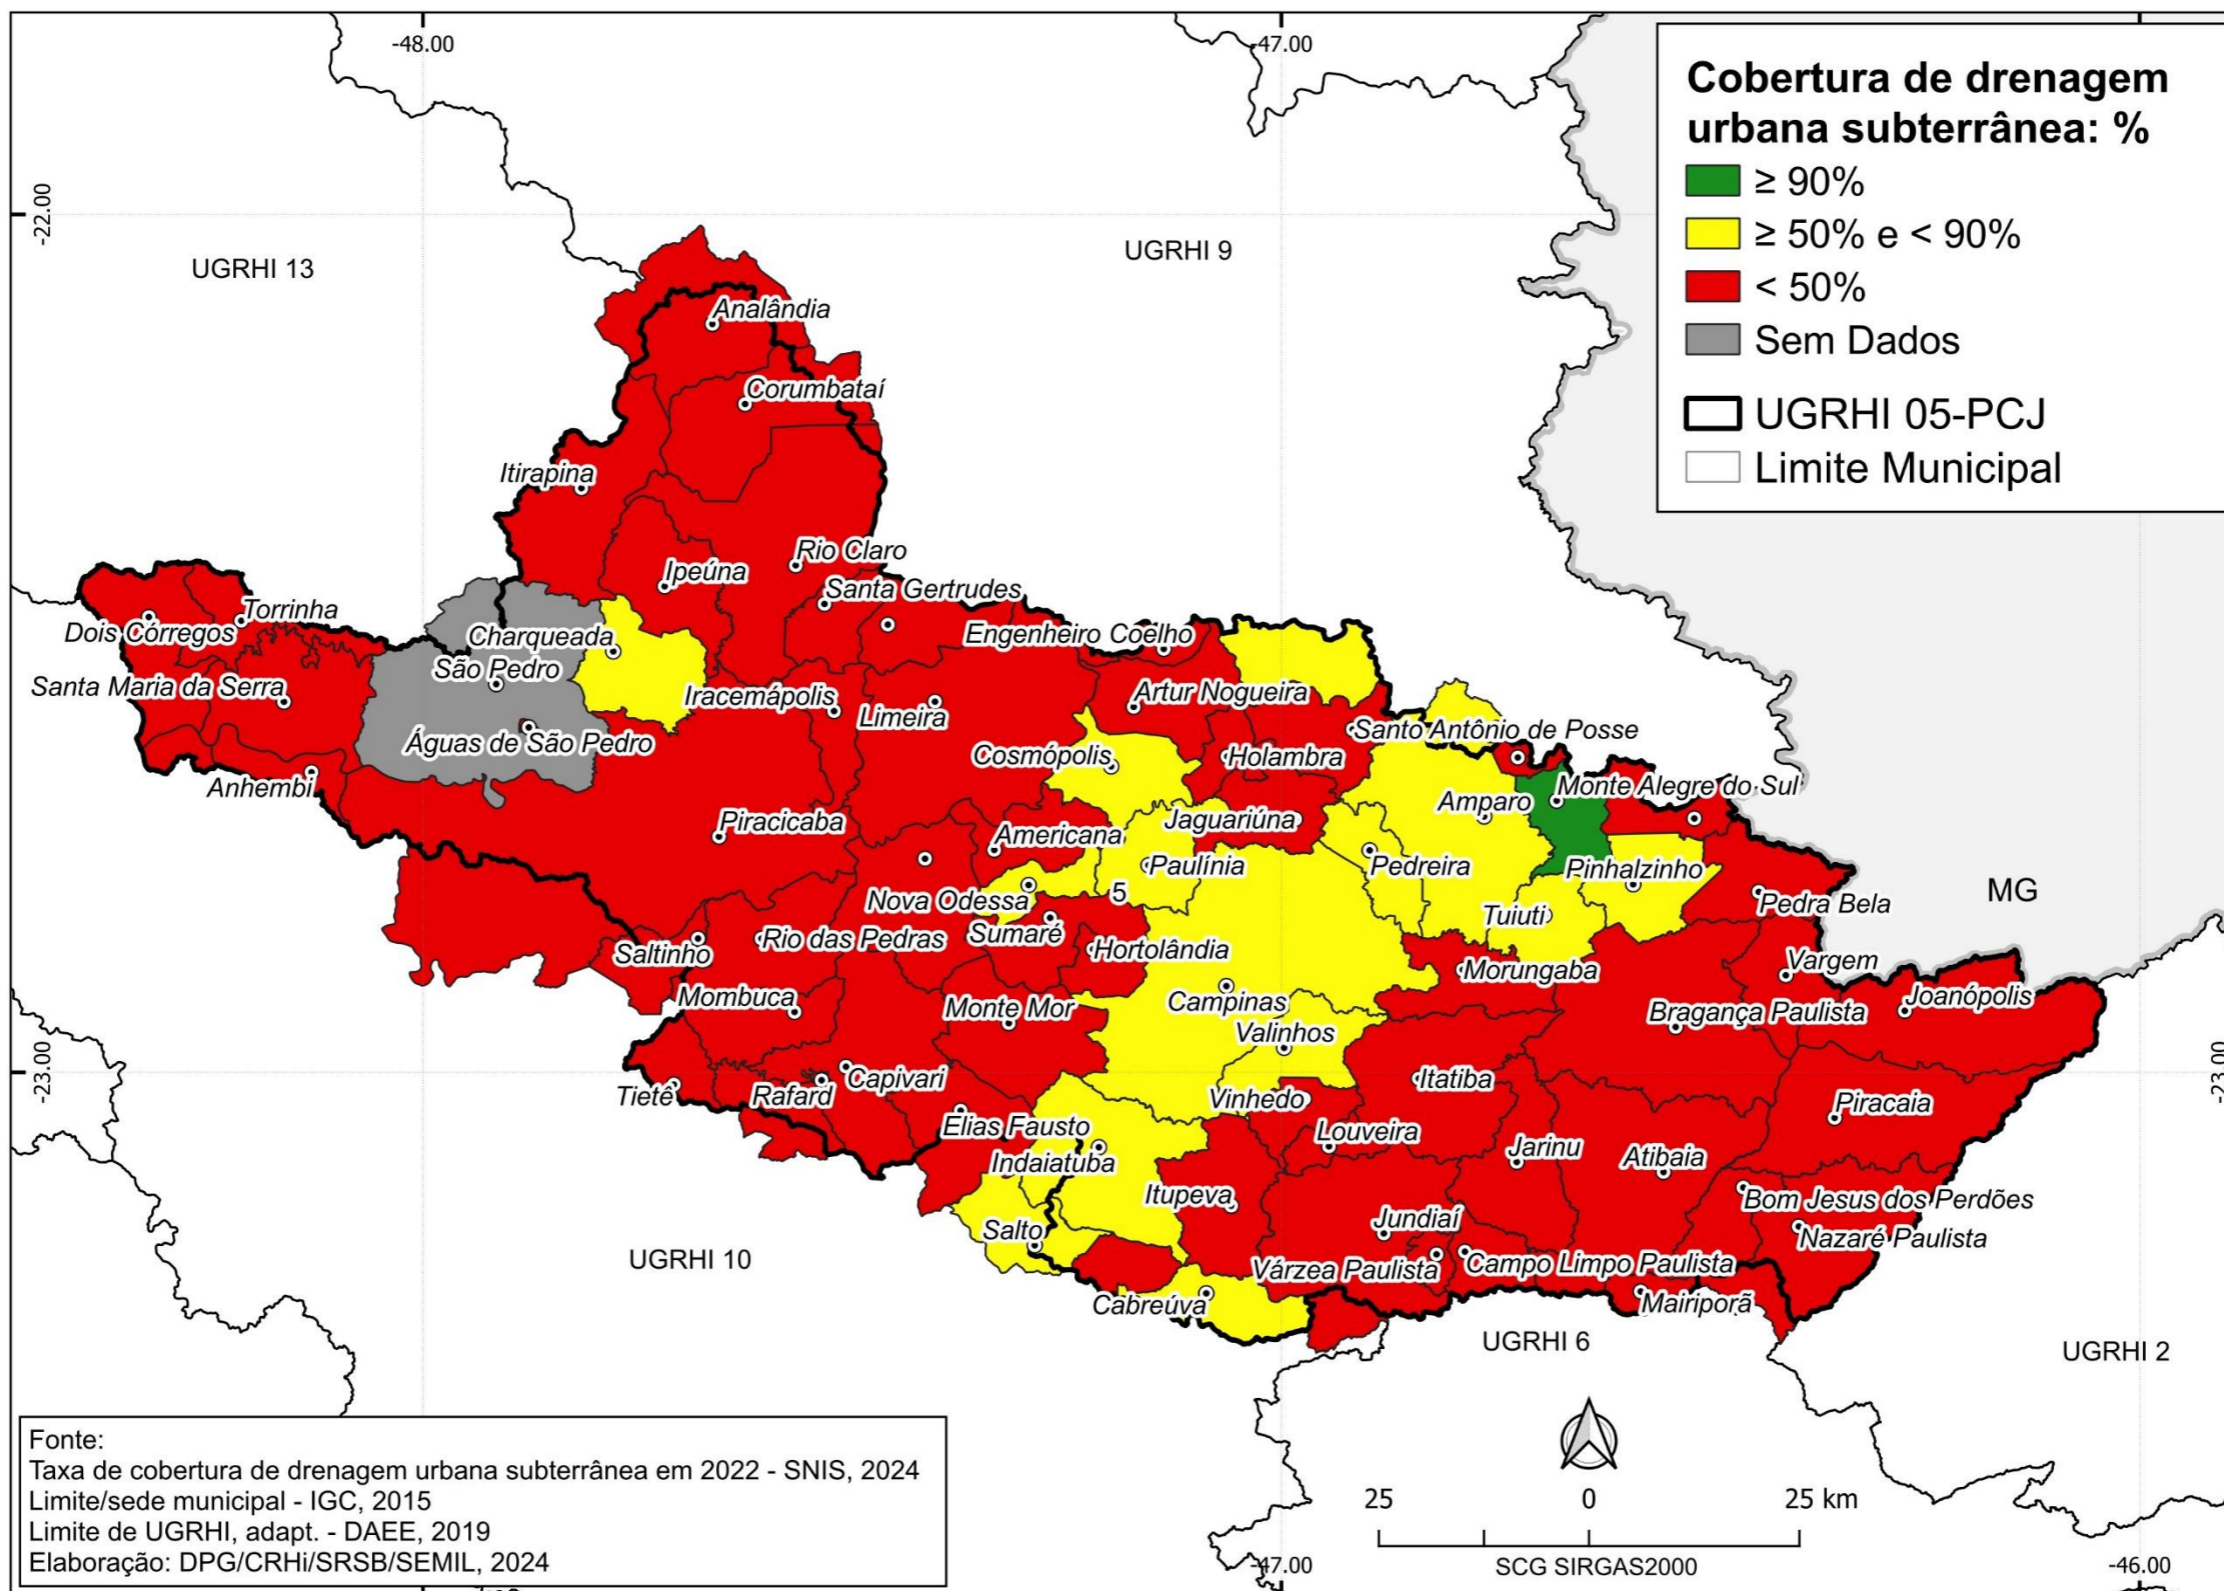 -48.00
-47.00
Cobertura de drenagem
urbana subterrânea: %
≥ 90%
≥ 50% e < 90%
< 50%
Sem Dados
UGRHI 05-PCJ
Limite Municipal
-22.00
UGRHI 13
UGRHI 9
Analândia
Corumbataí
Itirapina
Rio Claro
Ipeúna
Santa Gertrudes
Torrinha
Dois Córregos
Charqueada
Engenheiro Coelho
São Pedro
Santa Maria da Serra
Iracemápolis
Limeira
Artur Nogueira
Águas de São Pedro
Santo Antônio de Posse
Cosmópolis
Holambra
Anhembi
Monte Alegre do Sul
Amparo
Piracicaba
Americana
Jaguariúna
Paulínia
Pedreira
Pinhalzinho
5
MG
Nova Odessa
Pedra Bela
Tuiuti
Sumaré
Rio das Pedras
Hortolândia
Saltinho
Vargem
Morungaba
Mombuca
Monte Mor
Campinas
Joanópolis
Bragança Paulista
Valinhos
-23.00
-23.00
Tietê
Rafard
Capivari
Itatiba
Vinhedo
Piracaia
Elias Fausto
Louveira
Jarinu
Atibaia
Indaiatuba
Itupeva
Bom Jesus dos Perdões
Jundiaí
Nazaré Paulista
Salto
UGRHI 10
Várzea Paulista
Campo Limpo Paulista
Cabreúva
Mairiporã
UGRHI 6
UGRHI 2
Fonte:
Taxa de cobertura de drenagem urbana subterrânea em 2022 - SNIS, 2024
Limite/sede municipal - IGC, 2015
Limite de UGRHI, adapt. - DAEE, 2019
Elaboração: DPG/CRHi/SRSB/SEMIL, 2024
25 0 25 km
SCG SIRGAS2000
-47.00
-46.00